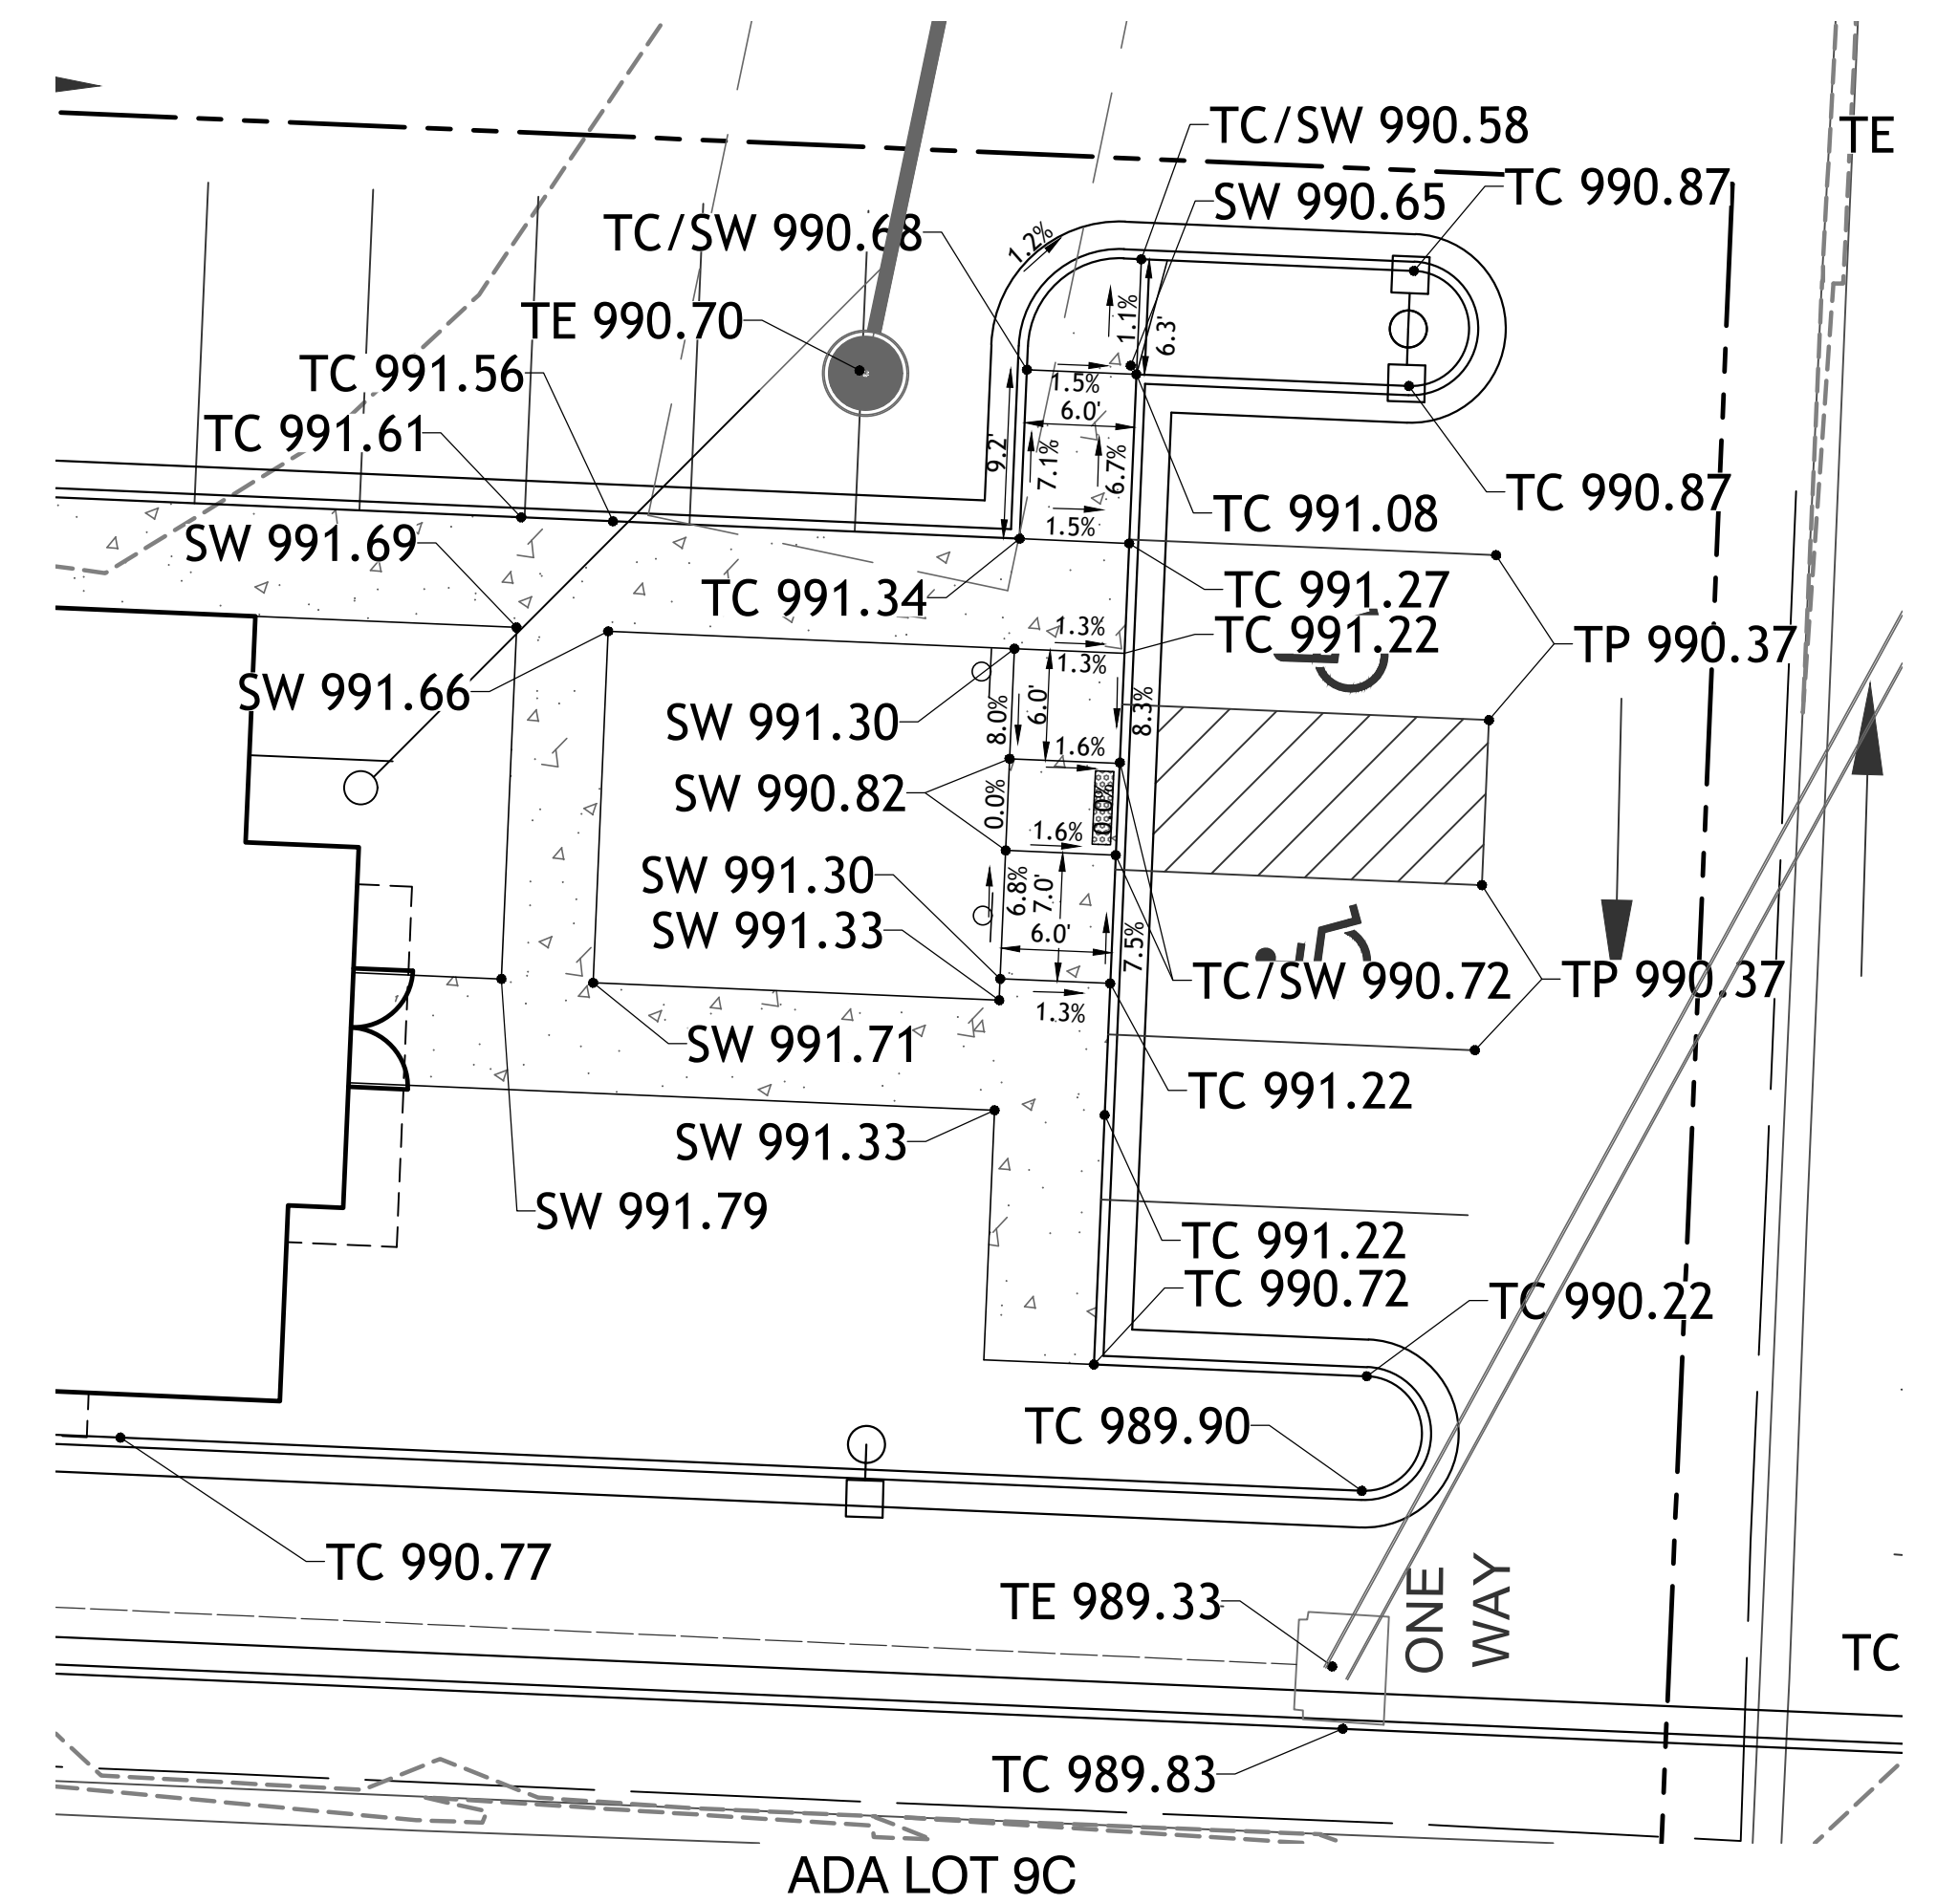 TC/SW 990.58
TE
SW 990.65
TC 990.87
TC/SW 990.68
1.2%
TE 990.70
1.1%
6.3'
TC 991.56
1.5%
6.0'
TC 991.61
9.2'
7.1%
6.7%
TC 990.87
TC 991.08
1.5%
SW 991.69
TC 991.34
TC 991.27
1.3%
TC 991.22
TP 990.37
1.3%
SW 991.66
8.0%
6.0'
8.3%
SW 991.30
1.6%
SW 990.82
0.0%
0.0%
1.6%
SW 991.30
6.8%
7.0'
SW 991.33
6.0'
7.5%
TC/SW 990.72
TP 990.37
1.3%
SW 991.71
TC 991.22
SW 991.33
SW 991.79
TC 991.22
TC 990.72
TC 990.22
TC 989.90
TC 990.77
TE 989.33
ONE
WAY
TC
TC 989.83
ADA LOT 9C